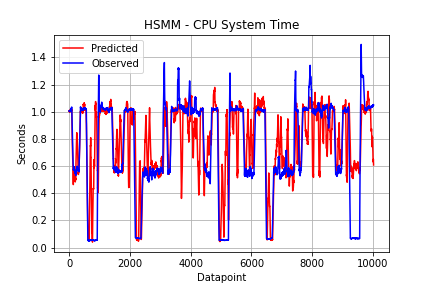 HSMM - CPU System Time
Predicted
Observed
Seconds
1.4
1.2
1.0
0.8
0.6
0.4
0.2
0.0
0 2000 4000 6000 8000 10000
Datapoint